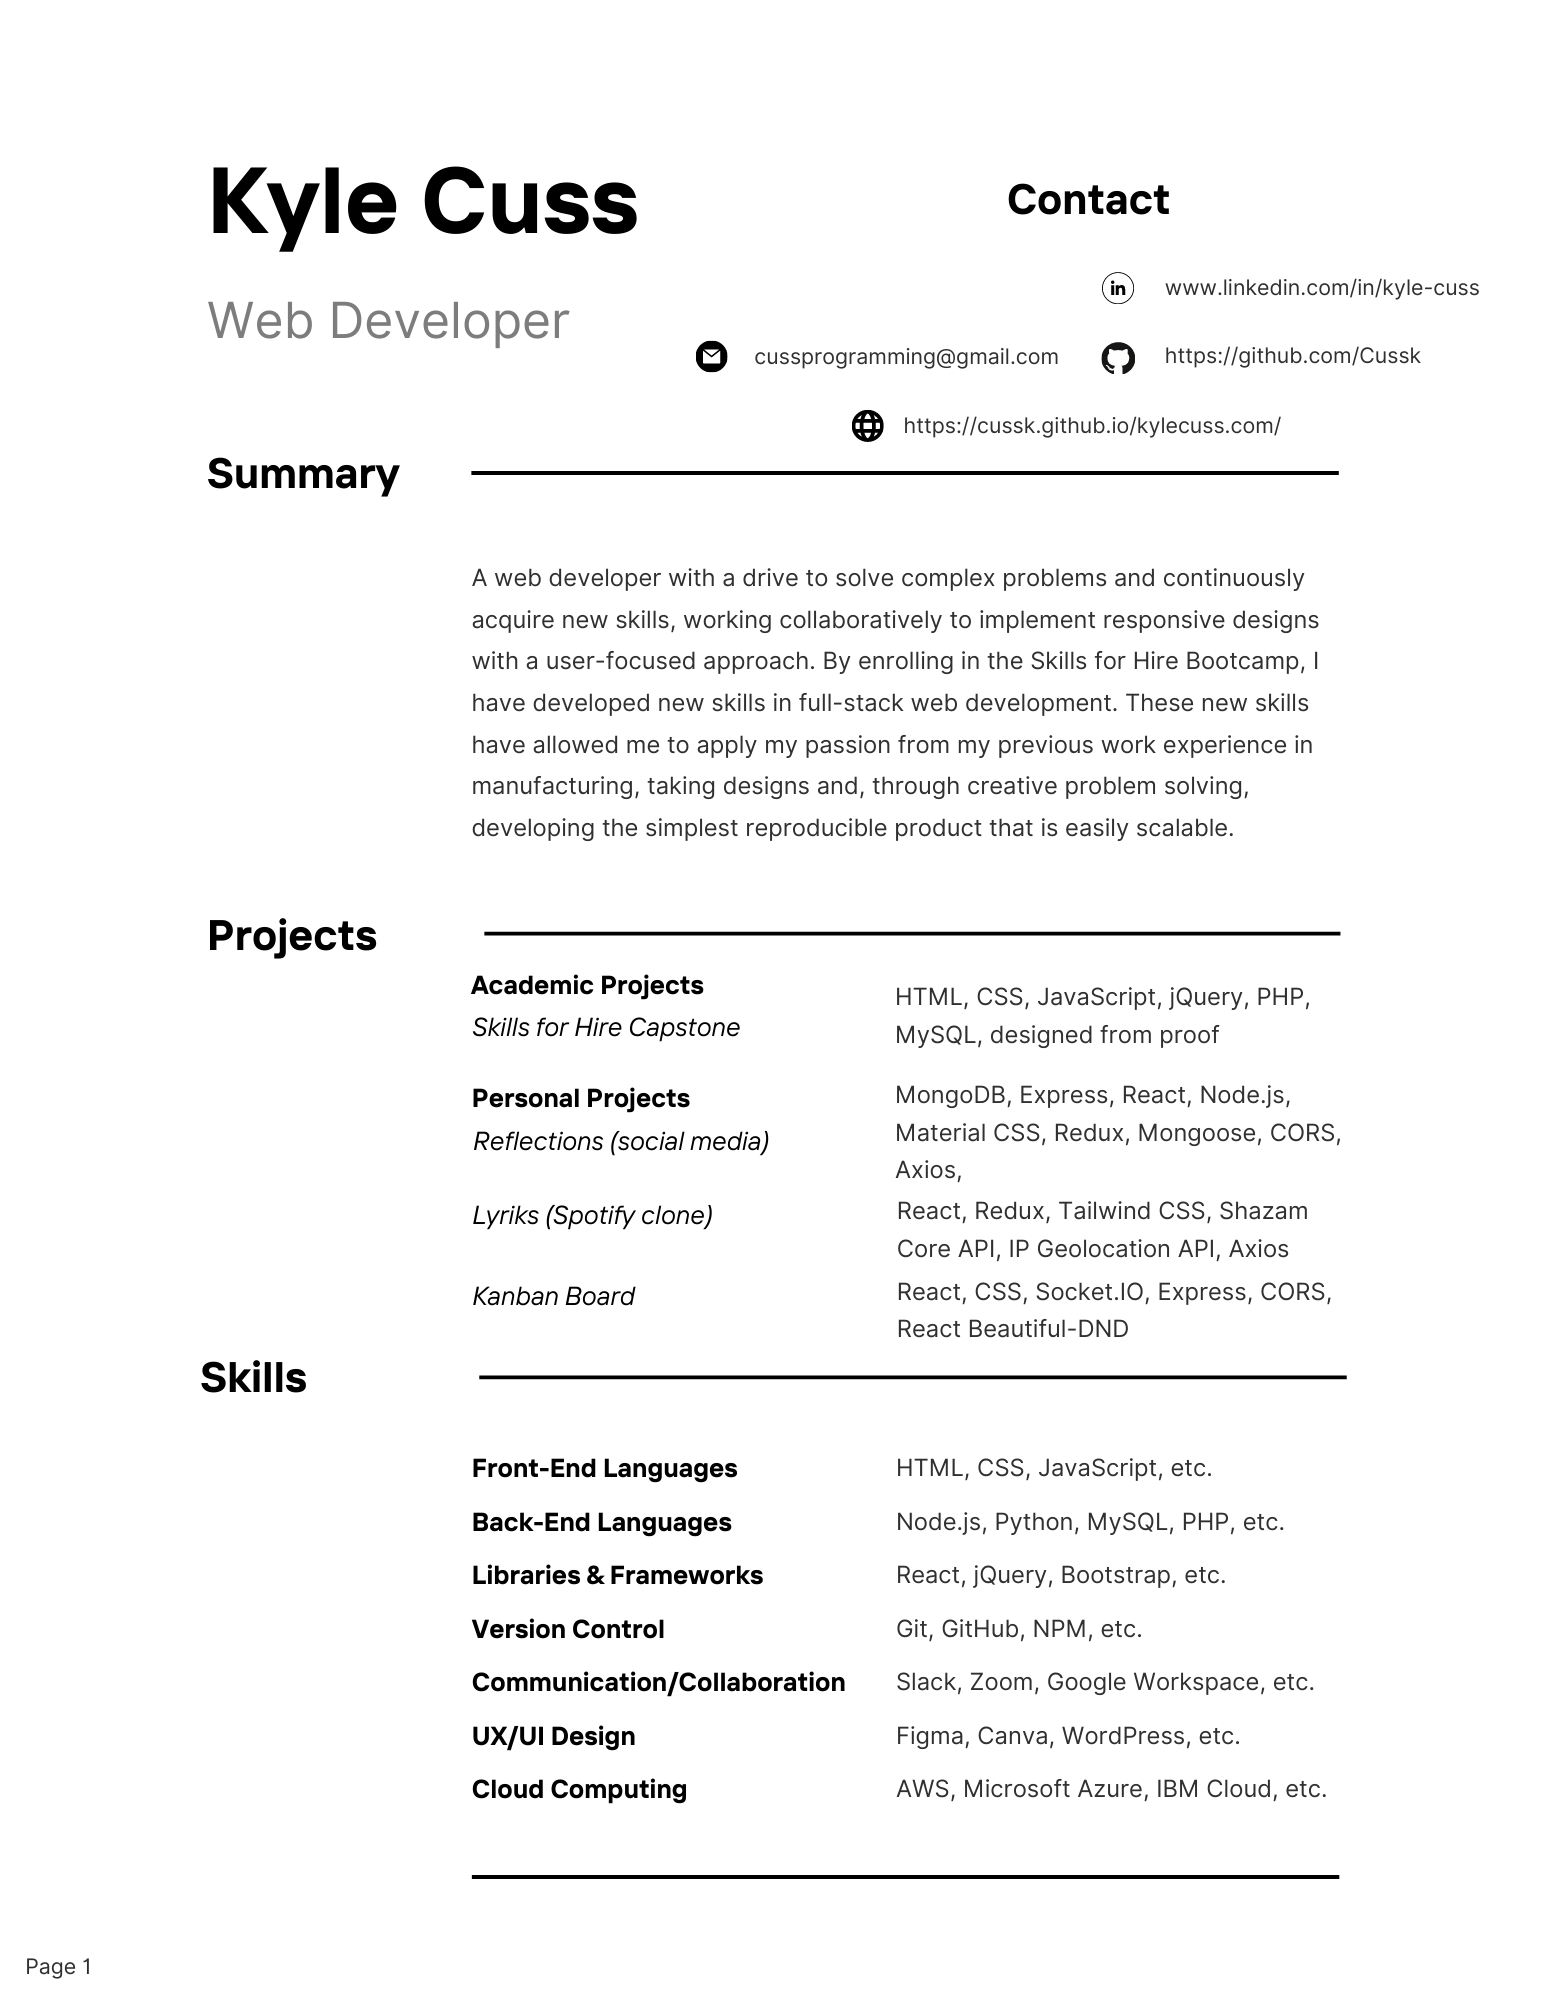 Kyle Cuss
Web Developer
Contact
www.linkedin.com/in/kyle-cuss
cussprogramming@gmail.com
https://github.com/Cussk
https://cussk.github.io/kylecuss.com/
Summary
A web developer with a drive to solve complex problems and continuously
acquire new skills, working collaboratively to implement responsive designs
with a user-focused approach. By enrolling in the Skills for Hire Bootcamp, I
have developed new skills in full-stack web development. These new skills
have allowed me to apply my passion from my previous work experience in
manufacturing, taking designs and, through creative problem solving,
developing the simplest reproducible product that is easily scalable.
Projects
Academic Projects
Skills for Hire Capstone
HTML, CSS, JavaScript, jQuery, PHP,
MySQL, designed from proof
Personal Projects
Reflections (social media)
MongoDB, Express, React, Node.js,
Material CSS, Redux, Mongoose, CORS,
Axios,
Lyriks (Spotify clone)
React, Redux, Tailwind CSS, Shazam
Core API, IP Geolocation API, Axios
Kanban Board
React, CSS, Socket.IO, Express, CORS,
React Beautiful-DND
Skills
Front-End Languages HTML, CSS, JavaScript, etc.
Back-End Languages Node.js, Python, MySQL, PHP, etc.
Libraries & Frameworks React, jQuery, Bootstrap, etc.
Version Control Git, GitHub, NPM, etc.
Communication/Collaboration Slack, Zoom, Google Workspace, etc.
UX/UI Design Figma, Canva, WordPress, etc.
Cloud Computing AWS, Microsoft Azure, IBM Cloud, etc.
Page 1